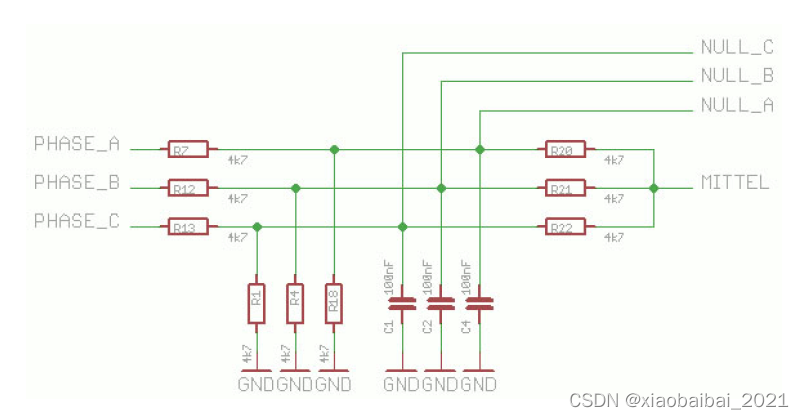 NULL_C
NULL_B
NULL_A
PHASE_A
R7
4k7
R20
4k7
PHASE_B
R12
4k7
R21
4k7
MITTEL
PHASE_C
R13
4k7
R22
4k7
R1
4k7
R4
4k7
R18
4k7
100nF
C1
100nF
C2
100nF
C4
GND GND GND
GND GND GND
CSDN @xiaobaibai_2021